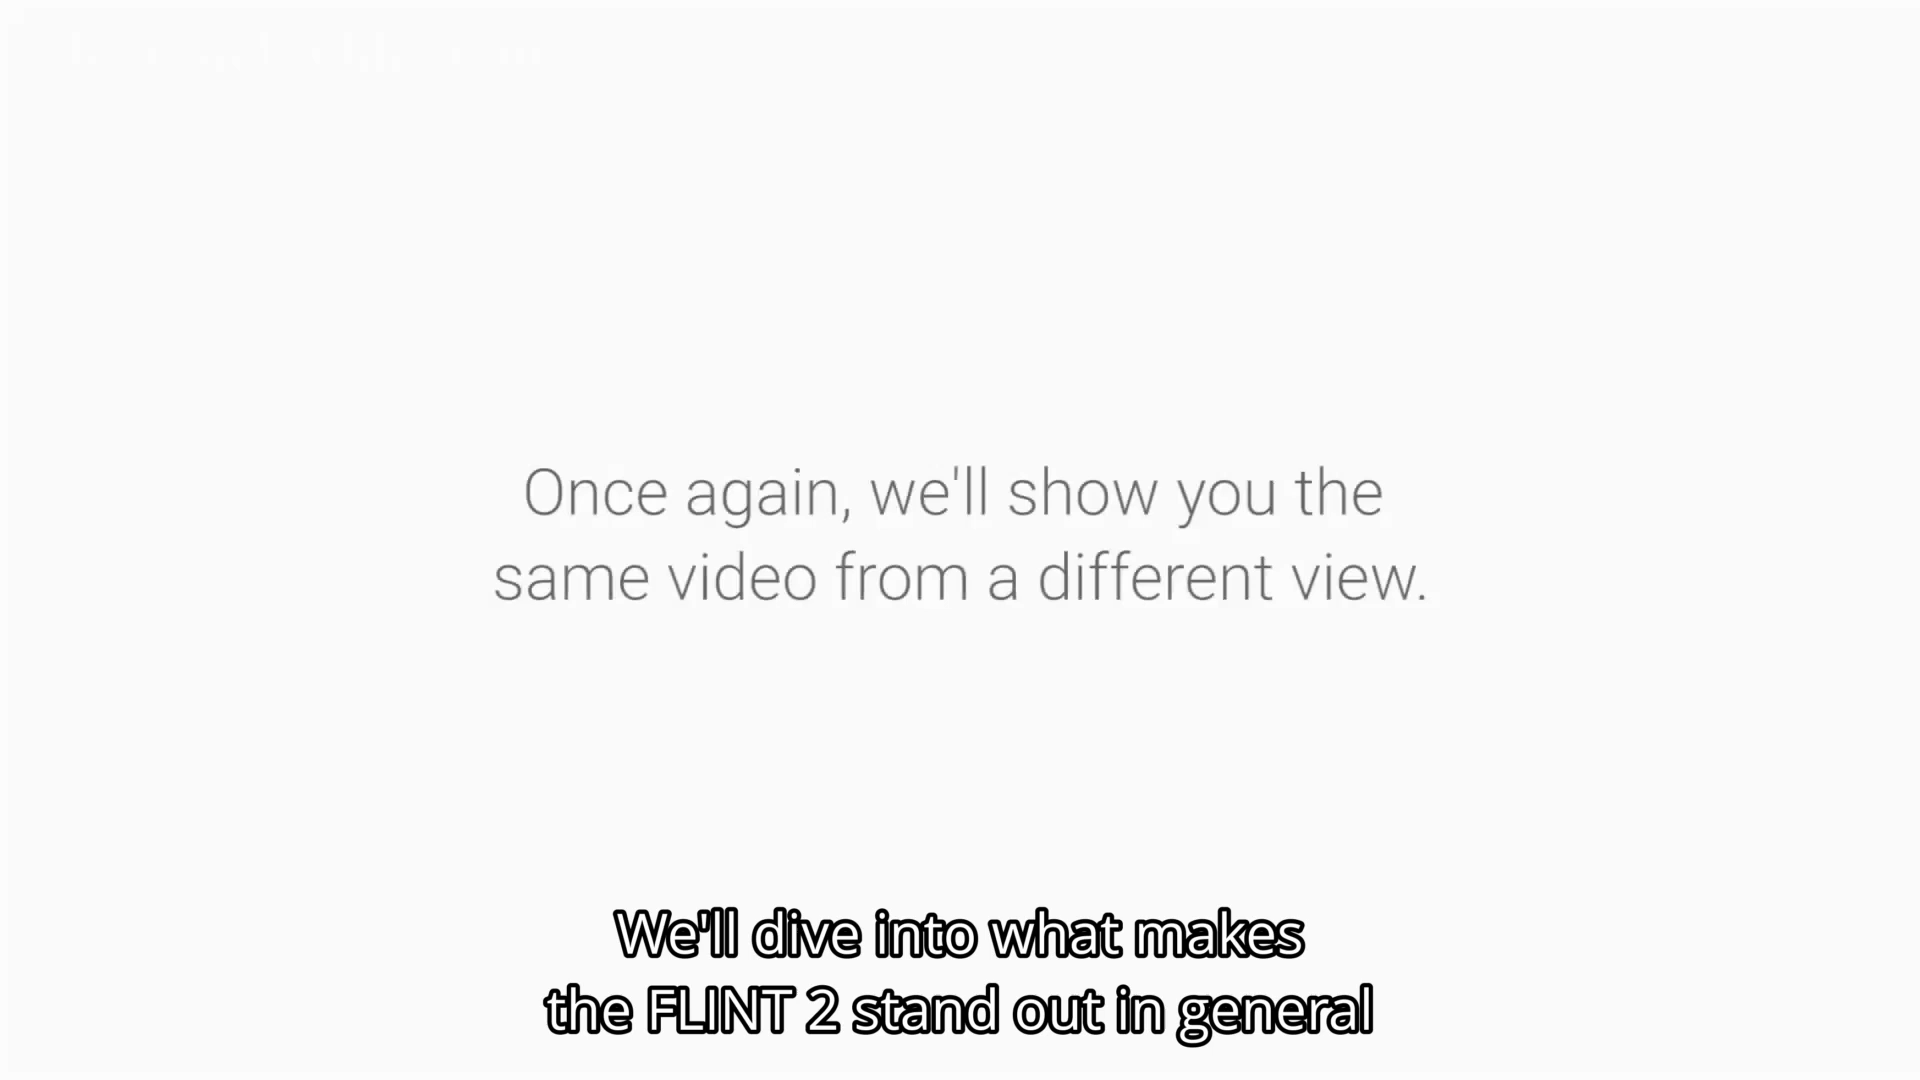 Once again, we'll show you the
same video from a different view.
We'll dive into what makes
the FLINT 2 stand out in general